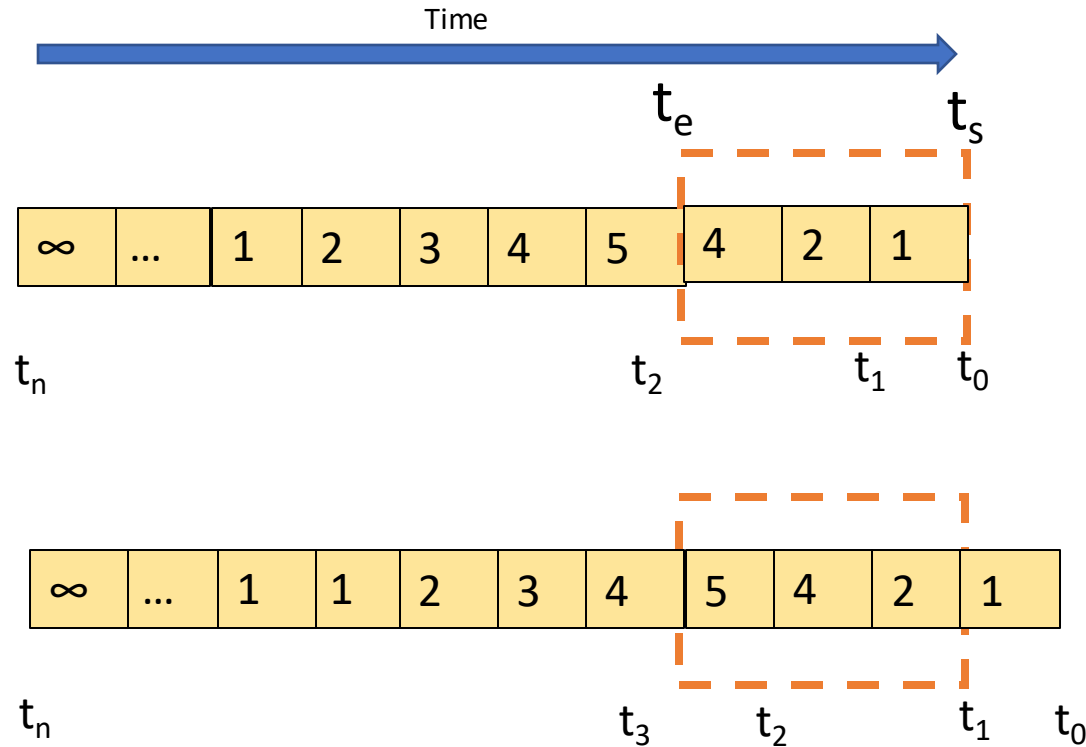 Time
tₑ tₛ
∞ ... 1 2 3 4 5 4 2 1
tₙ t₂ t₁ t₀
∞ ... 1 1 2 3 4 5 4 2 1
tₙ t₃ t₂ t₁ t₀